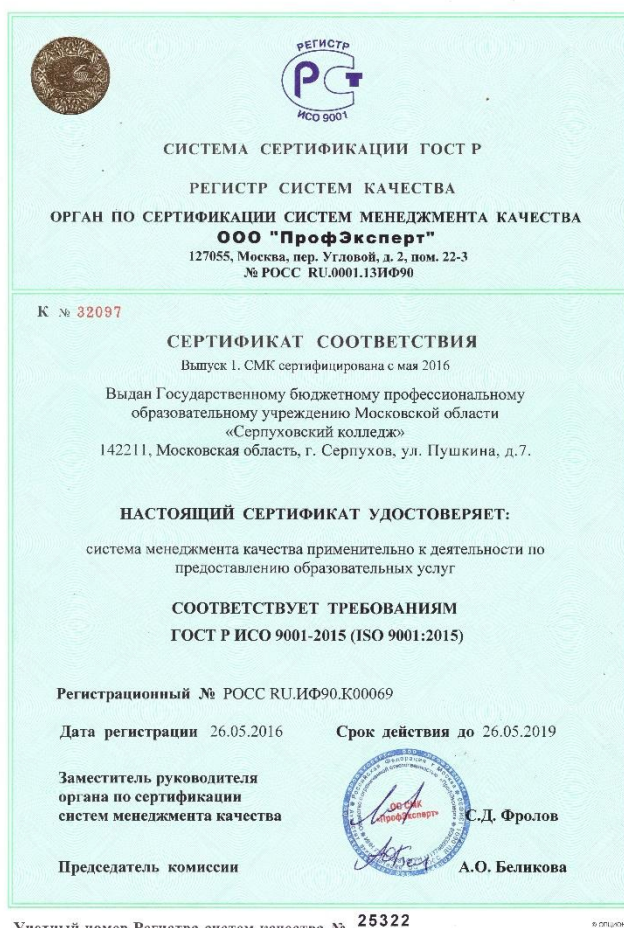 РЕГИСТР
РСТ
ИСО 9001
СИСТЕМА СЕРТИФИКАЦИИ ГОСТ Р
РЕГИСТР СИСТЕМ КАЧЕСТВА
ОРГАН ПО СЕРТИФИКАЦИИ СИСТЕМ МЕНЕДЖМЕНТА КАЧЕСТВА
ООО "ПрофЭксперт"
127055, Москва, пер. Угловой, д. 2, пом. 22-3
№ РОСС RU.0001.13ИФ90
К № 32097
СЕРТИФИКАТ СООТВЕТСТВИЯ
Выпуск 1. СМК сертифицирована с мая 2016
Выдан Государственному бюджетному профессиональному
образовательному учреждению Московской области
«Серпуховский колледж»
142211, Московская область, г. Серпухов, ул. Пушкина, д.7.
НАСТОЯЩИЙ СЕРТИФИКАТ УДОСТОВЕРЯЕТ:
система менеджмента качества применительно к деятельности по
предоставлению образовательных услуг
СООТВЕТСТВУЕТ ТРЕБОВАНИЯМ
ГОСТ Р ИСО 9001-2015 (ISO 9001:2015)
Регистрационный № РОСС RU.ИФ90.К00069
Дата регистрации 26.05.2016 Срок действия до 26.05.2019
Заместитель руководителя
органа по сертификации
систем менеджмента качества С.Д. Фролов
ОС СМК
«ПрофЭксперт»
Председатель комиссии А.О. Беликова
Учетный номер Регистра систем качества № 25322